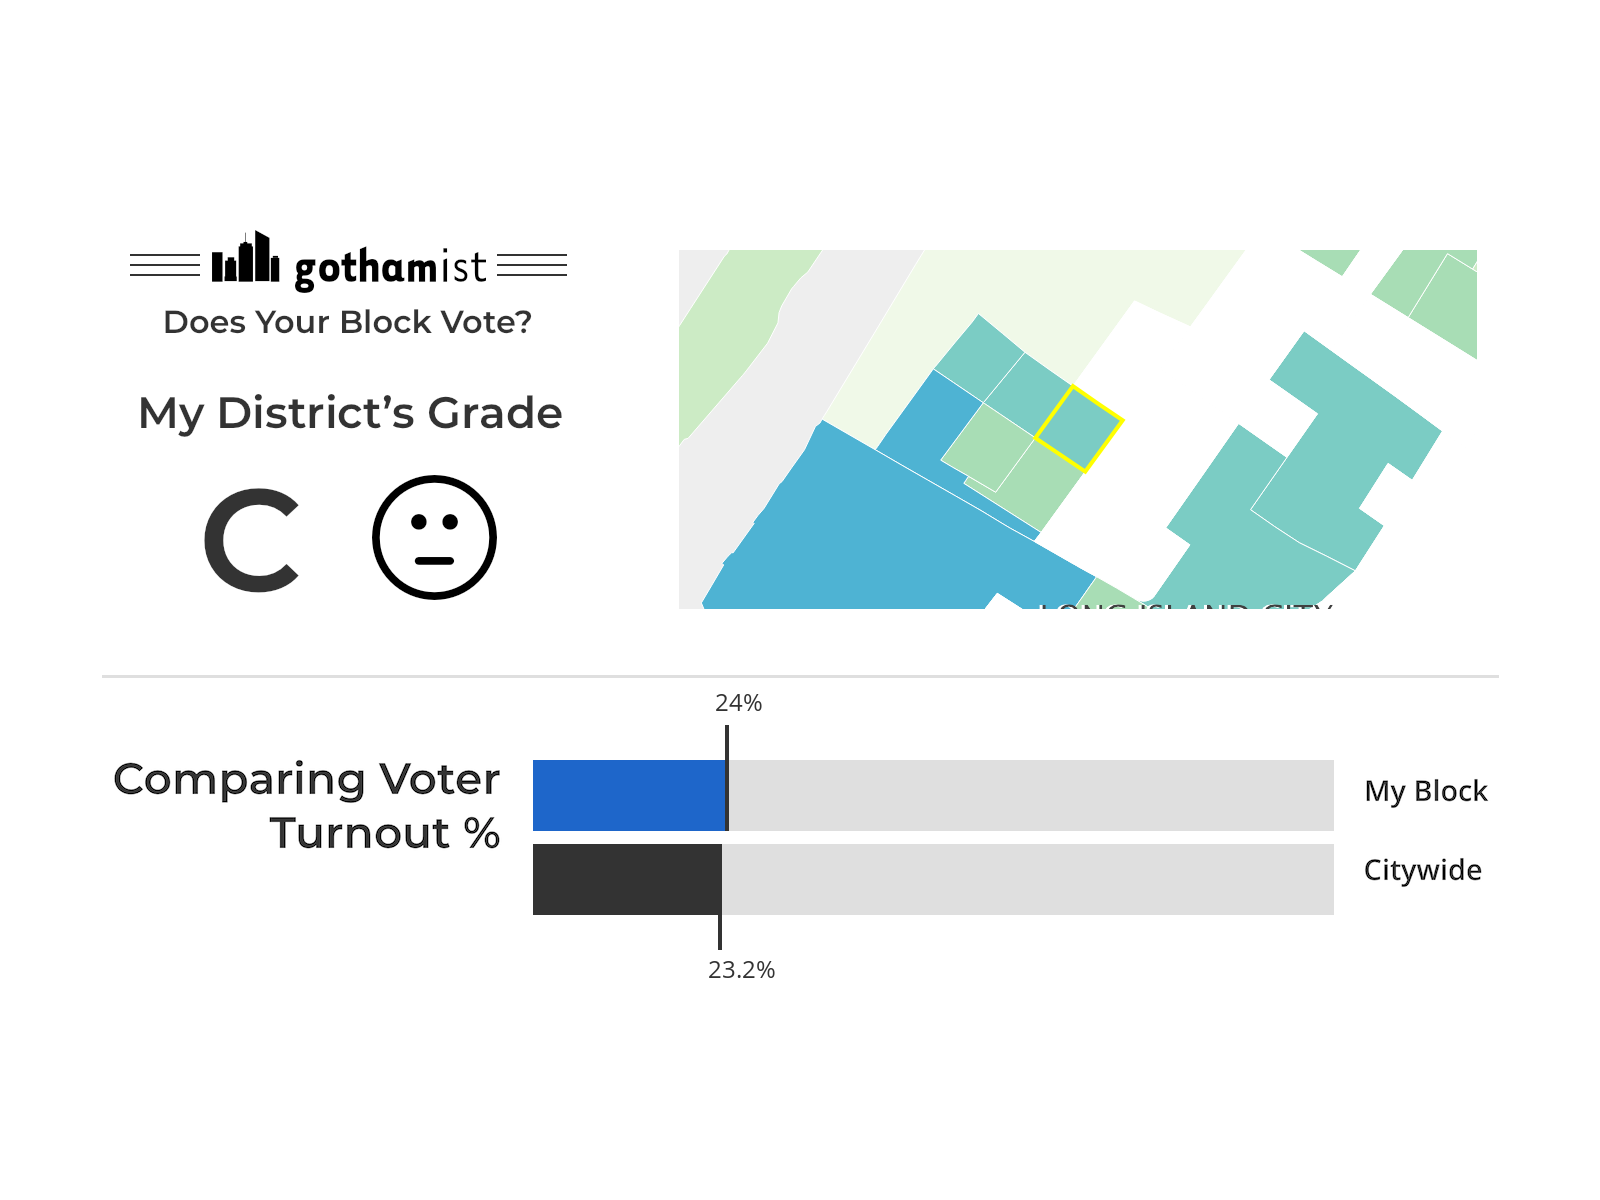 gothamist
Does Your Block Vote?
My District's Grade
C
LONG ISLAND CITY
24%
Comparing Voter
Turnout %
My Block
Citywide
23.2%